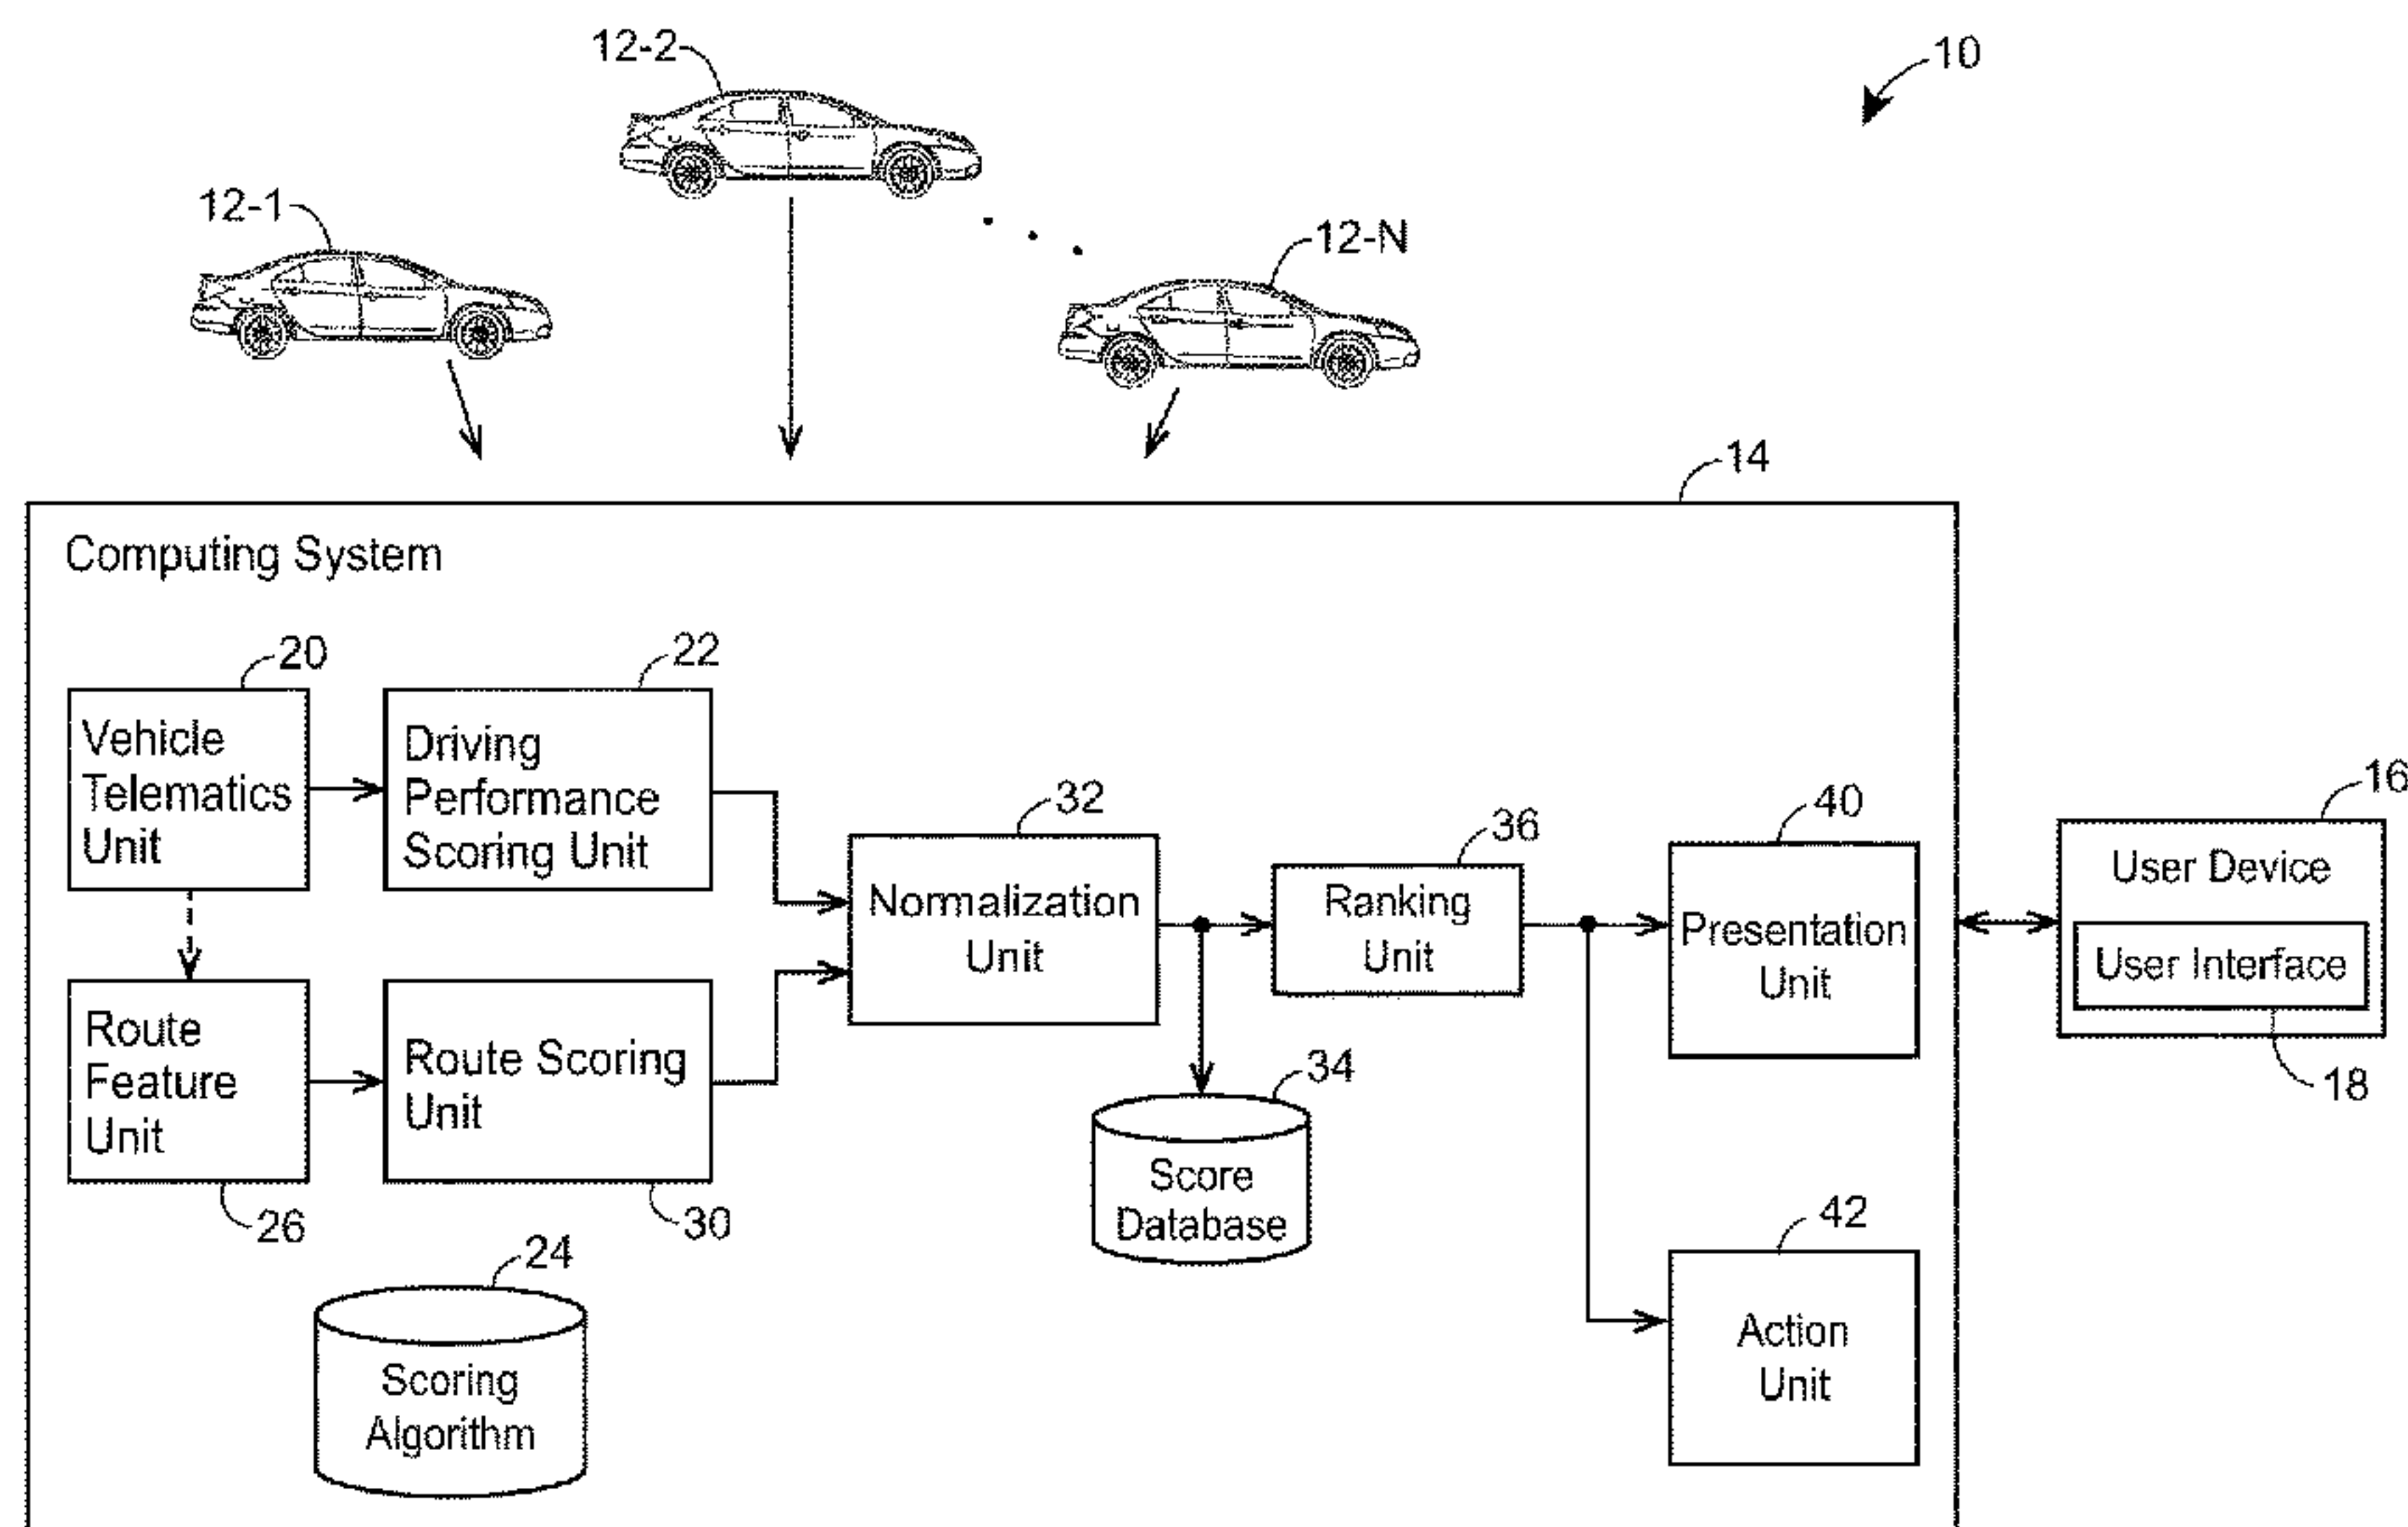 12-2
10
12-1
12-N
14
Computing System
20
22
Vehicle
Telematics
Unit
Driving
Performance
Scoring Unit
32
36
40
16
Normalization
Unit
Ranking
Unit
Presentation
Unit
User Device
User Interface
18
Route
Feature
Unit
Route Scoring
Unit
34
Score
Database
26
30
24
Scoring
Algorithm
42
Action
Unit